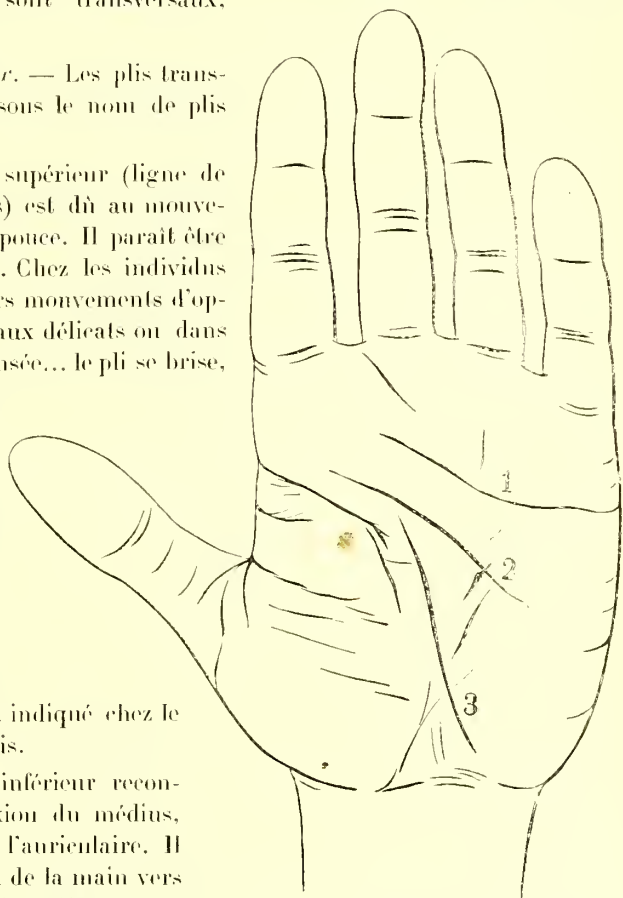 sont transversaux,
r. — Les plis trans-
sous le nom de plis
supérieur (ligne de
s) est dû au mouve-
pouce. Il paraît être
. Chez les individus
rs mouvements d'op-
aux délicats ou dans
nsée... le pli se brise,
1
2
3
indiqué chez le
is.
inférieur recon-
tion du médius,
l'auriculaire. Il
de la main vers